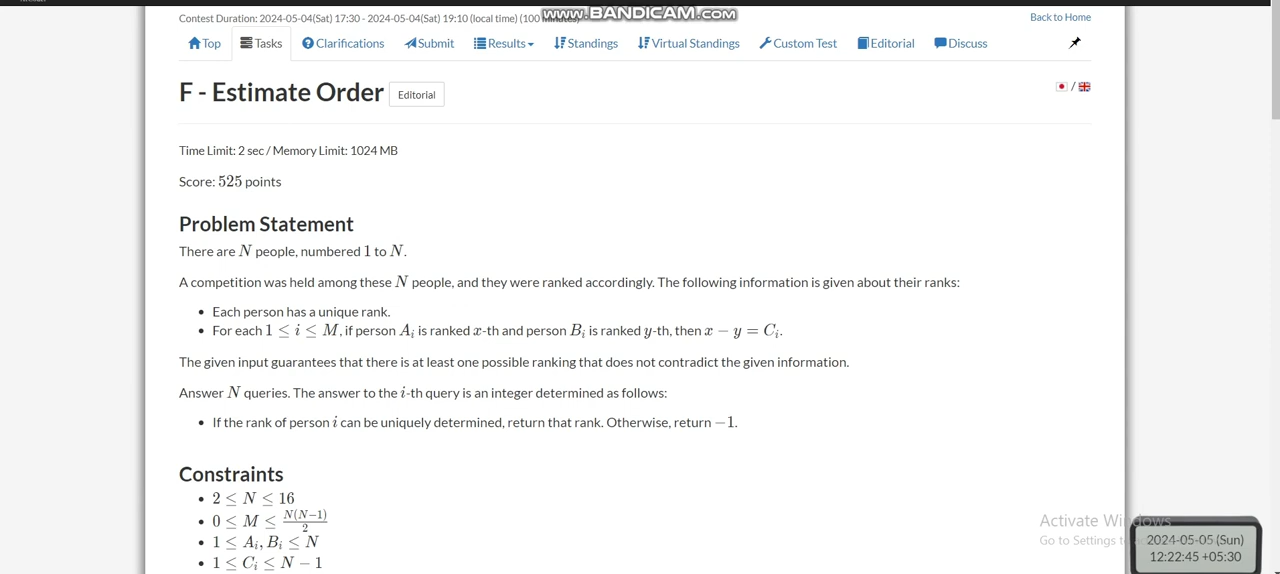 www.BANDICAM.com
Contest Duration: 2024-05-04(Sat) 17:30 - 2024-05-04(Sat) 19:10 (local time) (100 minutes)
Back to Home
Top Tasks Clarifications Submit Results Standings Virtual Standings Custom Test Editorial Discuss
F - Estimate Order Editorial
/
Time Limit: 2 sec / Memory Limit: 1024 MB
Score: 525 points
Problem Statement
There are N people, numbered 1 to N.
A competition was held among these N people, and they were ranked accordingly. The following information is given about their ranks:
• Each person has a unique rank.
• For each 1 ≤ i ≤ M, if person A_i is ranked x-th and person B_i is ranked y-th, then x − y = C_i.
The given input guarantees that there is at least one possible ranking that does not contradict the given information.
Answer N queries. The answer to the i-th query is an integer determined as follows:
• If the rank of person i can be uniquely determined, return that rank. Otherwise, return −1.
Constraints
• 2 ≤ N ≤ 16
• 0 ≤ M ≤ N(N−1)/2
• 1 ≤ A_i, B_i ≤ N
• 1 ≤ C_i ≤ N − 1
Activate Windows
Go to Settings t
2024-05-05 (Sun)
12:22:45 +05:30